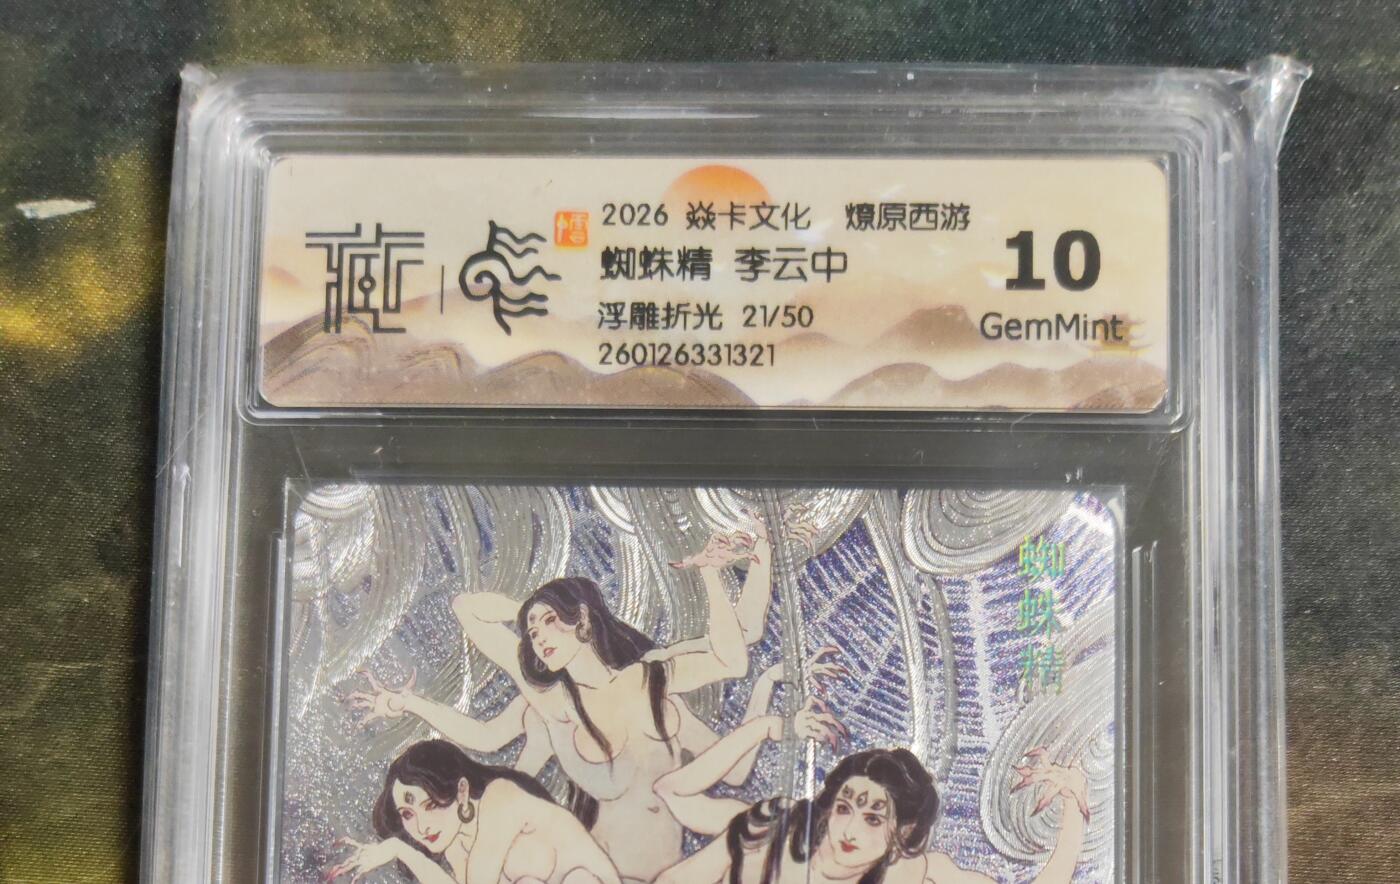 藏
2026 焱卡文化 燎原西游
蜘蛛精 李云中
浮雕折光 21/50
260126331321
10
GemMint
蜘蛛精